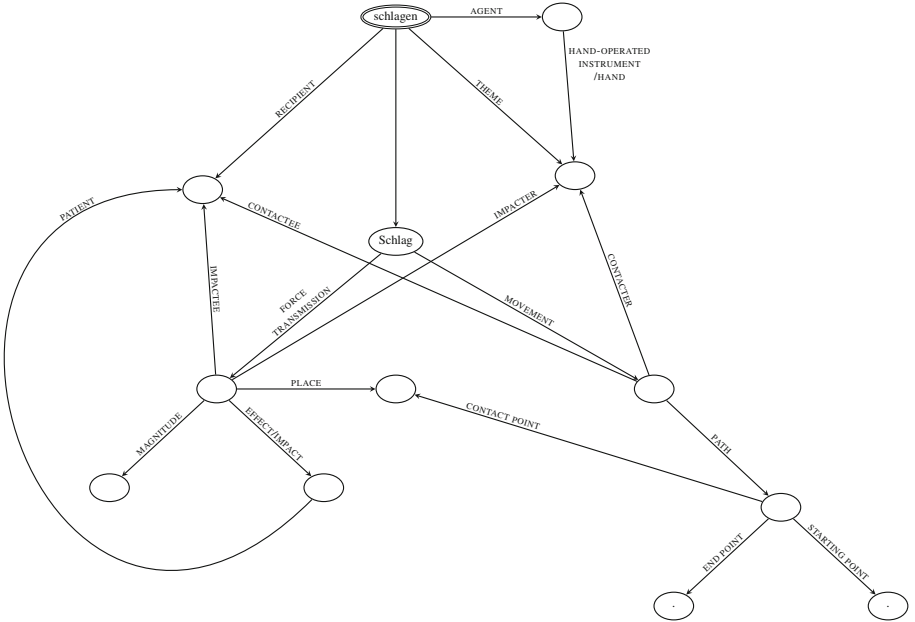 schlagen
AGENT
HAND-OPERATED
INSTRUMENT
/HAND
RECIPIENT
THEME
PATIENT
CONTACTEE
IMPACTER
Schlag
IMPACTEE
FORCE
TRANSMISSION
MOVEMENT
CONTACTER
PLACE
CONTACT POINT
MAGNITUDE
EFFECT/IMPACT
PATH
END POINT
STARTING POINT
.
.